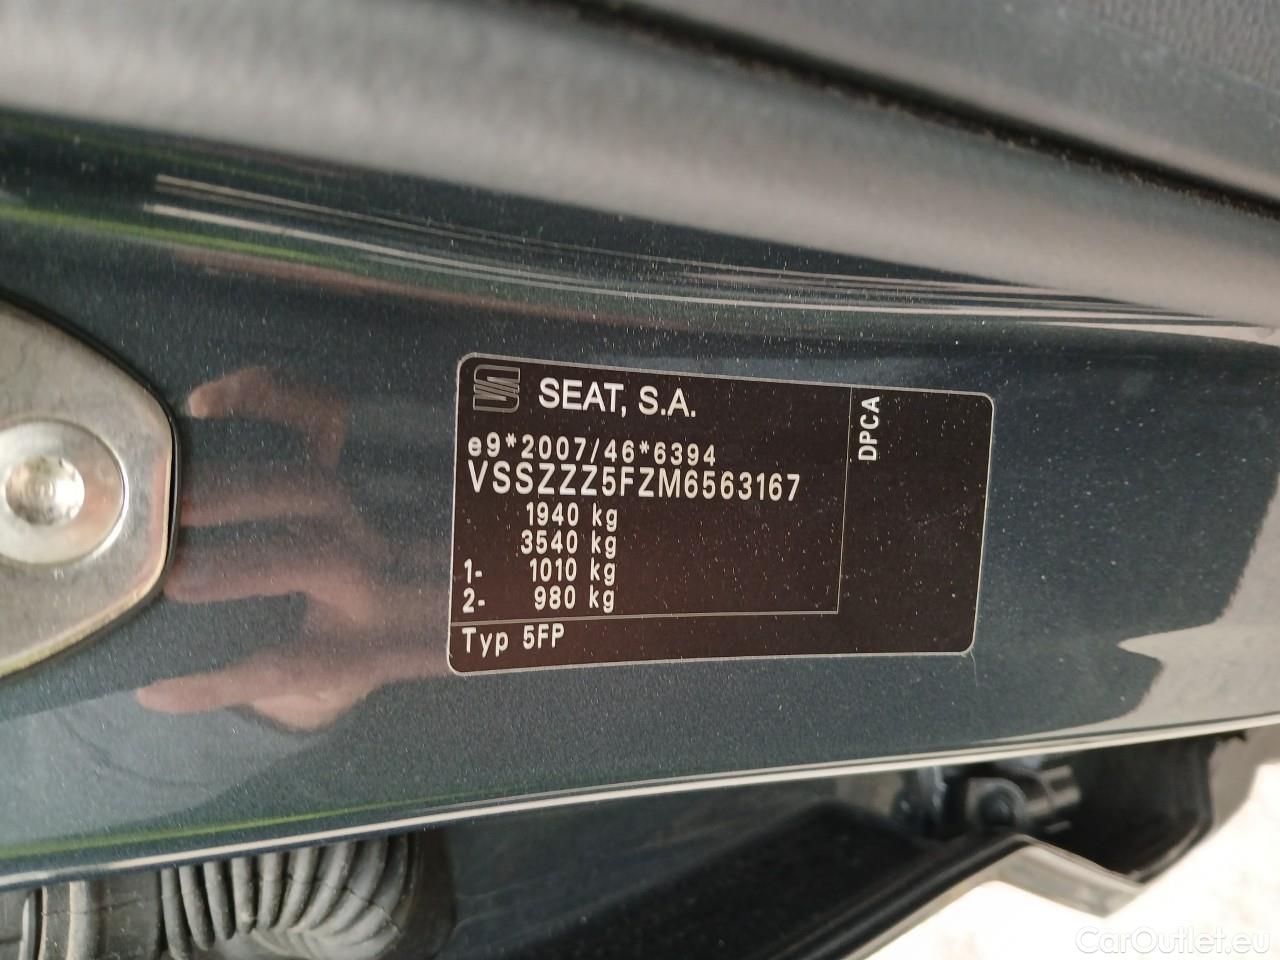 SEAT, S.A.
e9*2007/46*6394
VSSZZZ5FZM6563167
1940 kg
3540 kg
1- 1010 kg
2- 980 kg
Typ 5FP
DPCA
CarOutlet.eu